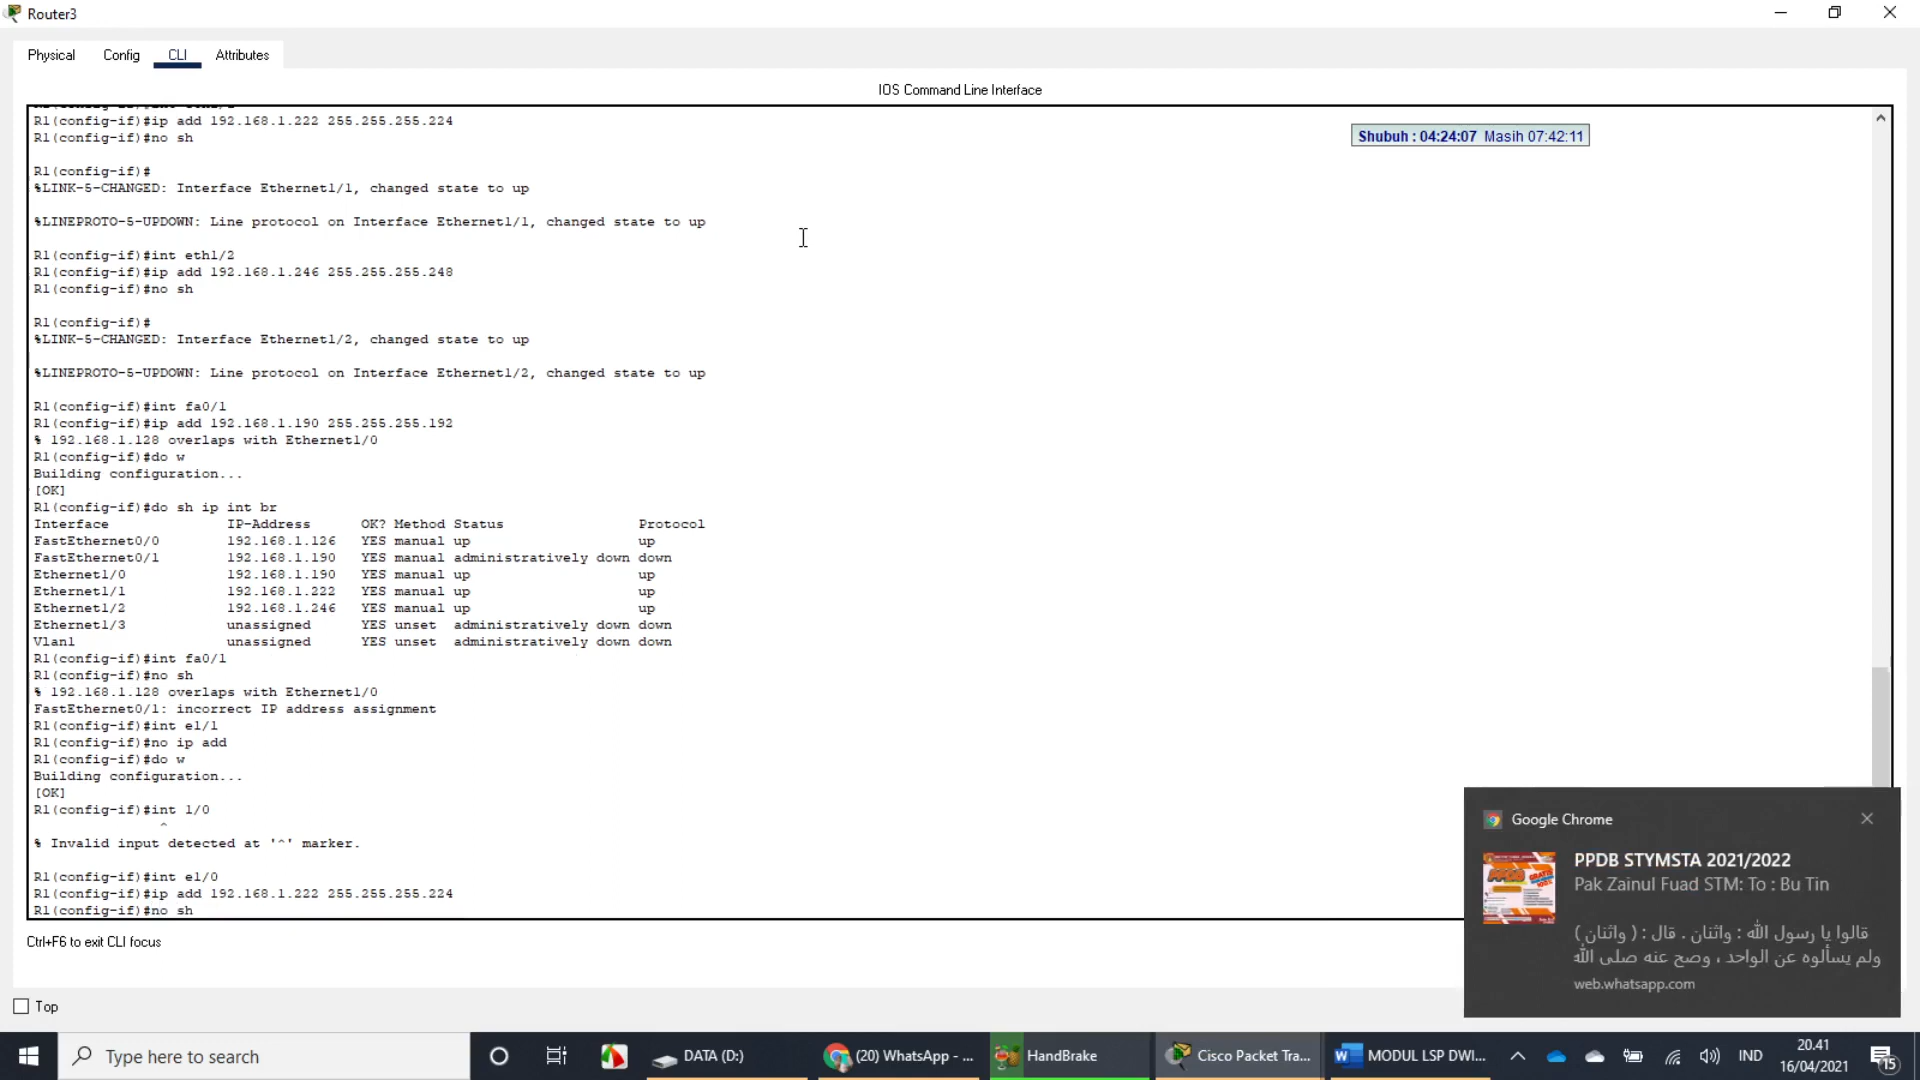 Router3
Physical Config CLI Attributes
IOS Command Line Interface
R1(config-if)#ip add 192.168.1.222 255.255.255.224
R1(config-if)#no sh
Shubuh : 04:24:07 Masih 07:42:11
R1(config-if)#
%LINK-5-CHANGED: Interface Ethernet1/1, changed state to up
%LINEPROTO-5-UPDOWN: Line protocol on Interface Ethernet1/1, changed state to up
R1(config-if)#int eth1/2
R1(config-if)#ip add 192.168.1.246 255.255.255.248
R1(config-if)#no sh
R1(config-if)#
%LINK-5-CHANGED: Interface Ethernet1/2, changed state to up
%LINEPROTO-5-UPDOWN: Line protocol on Interface Ethernet1/2, changed state to up
R1(config-if)#int fa0/1
R1(config-if)#ip add 192.168.1.190 255.255.255.192
% 192.168.1.128 overlaps with Ethernet1/0
R1(config-if)#do w
Building configuration...
[OK]
R1(config-if)#do sh ip int br
Interface IP-Address OK? Method Status Protocol
FastEthernet0/0 192.168.1.126 YES manual up up
FastEthernet0/1 192.168.1.190 YES manual administratively down down
Ethernet1/0 192.168.1.190 YES manual up up
Ethernet1/1 192.168.1.222 YES manual up up
Ethernet1/2 192.168.1.246 YES manual up up
Ethernet1/3 unassigned YES unset administratively down down
Vlan1 unassigned YES unset administratively down down
R1(config-if)#int fa0/1
R1(config-if)#no sh
% 192.168.1.128 overlaps with Ethernet1/0
FastEthernet0/1: incorrect IP address assignment
R1(config-if)#int e1/1
R1(config-if)#no ip add
R1(config-if)#do w
Building configuration...
[OK]
R1(config-if)#int 1/0
^
% Invalid input detected at '^' marker.
R1(config-if)#int e1/0
R1(config-if)#ip add 192.168.1.222 255.255.255.224
R1(config-if)#no sh
Ctrl+F6 to exit CLI focus
Top
Google Chrome
PPDB STYMSTA 2021/2022
Pak Zainul Fuad STM: To : Bu Tin
قالوا يا رسول الله : واثنان . قال : ( واثنان )
ولم يسألوه عن الواحد ، وصح عنه صلى الله
web.whatsapp.com
Type here to search
DATA (D:)
(20) WhatsApp - ...
HandBrake
Cisco Packet Tra...
MODUL LSP DWI...
IND
20.41
16/04/2021
15